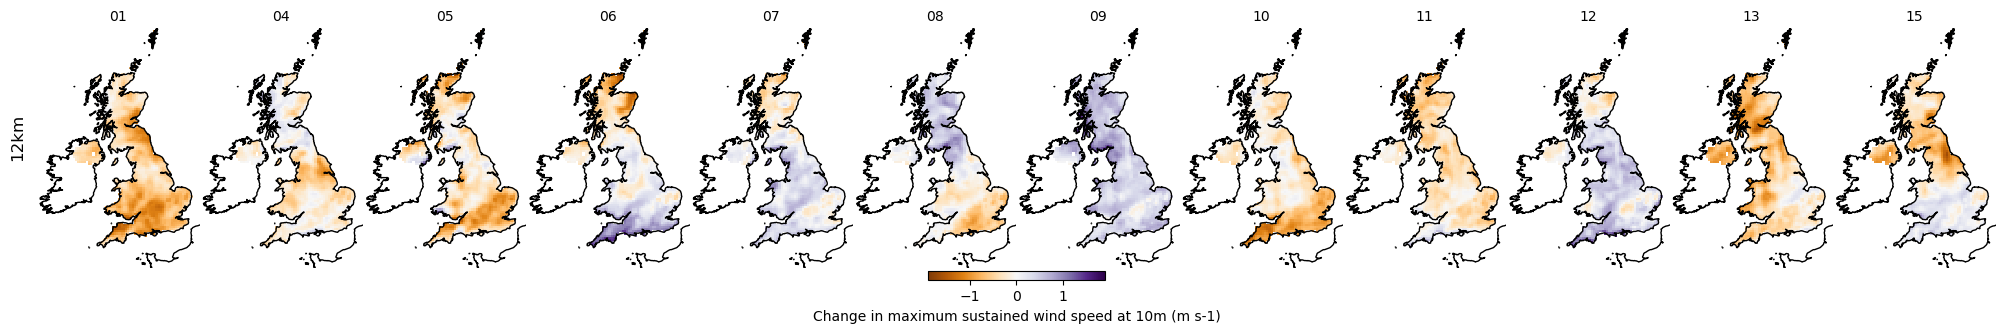 01 04 05 06 07 08 09 10 11 12 13 15
12km
−1 0 1
Change in maximum sustained wind speed at 10m (m s-1)